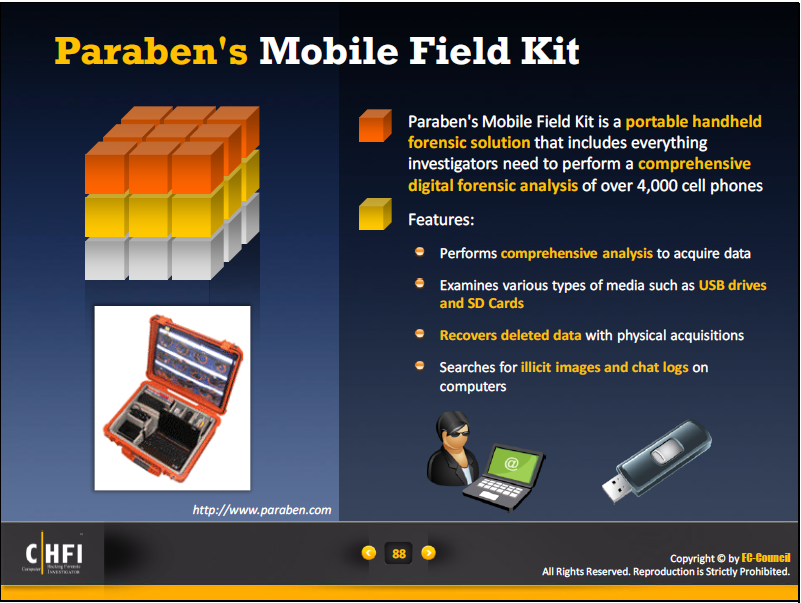 Paraben's Mobile Field Kit
Paraben's Mobile Field Kit is a portable handheld
forensic solution that includes everything
investigators need to perform a comprehensive
digital forensic analysis of over 4,000 cell phones
Features:
Performs comprehensive analysis to acquire data
Examines various types of media such as USB drives
and SD Cards
Recovers deleted data with physical acquisitions
Searches for illicit images and chat logs on
computers
@
http://www.paraben.com
CHFI
Computer Hacking Forensic
INVESTIGATOR
88
Copyright © by EC-Council
All Rights Reserved. Reproduction is Strictly Prohibited.